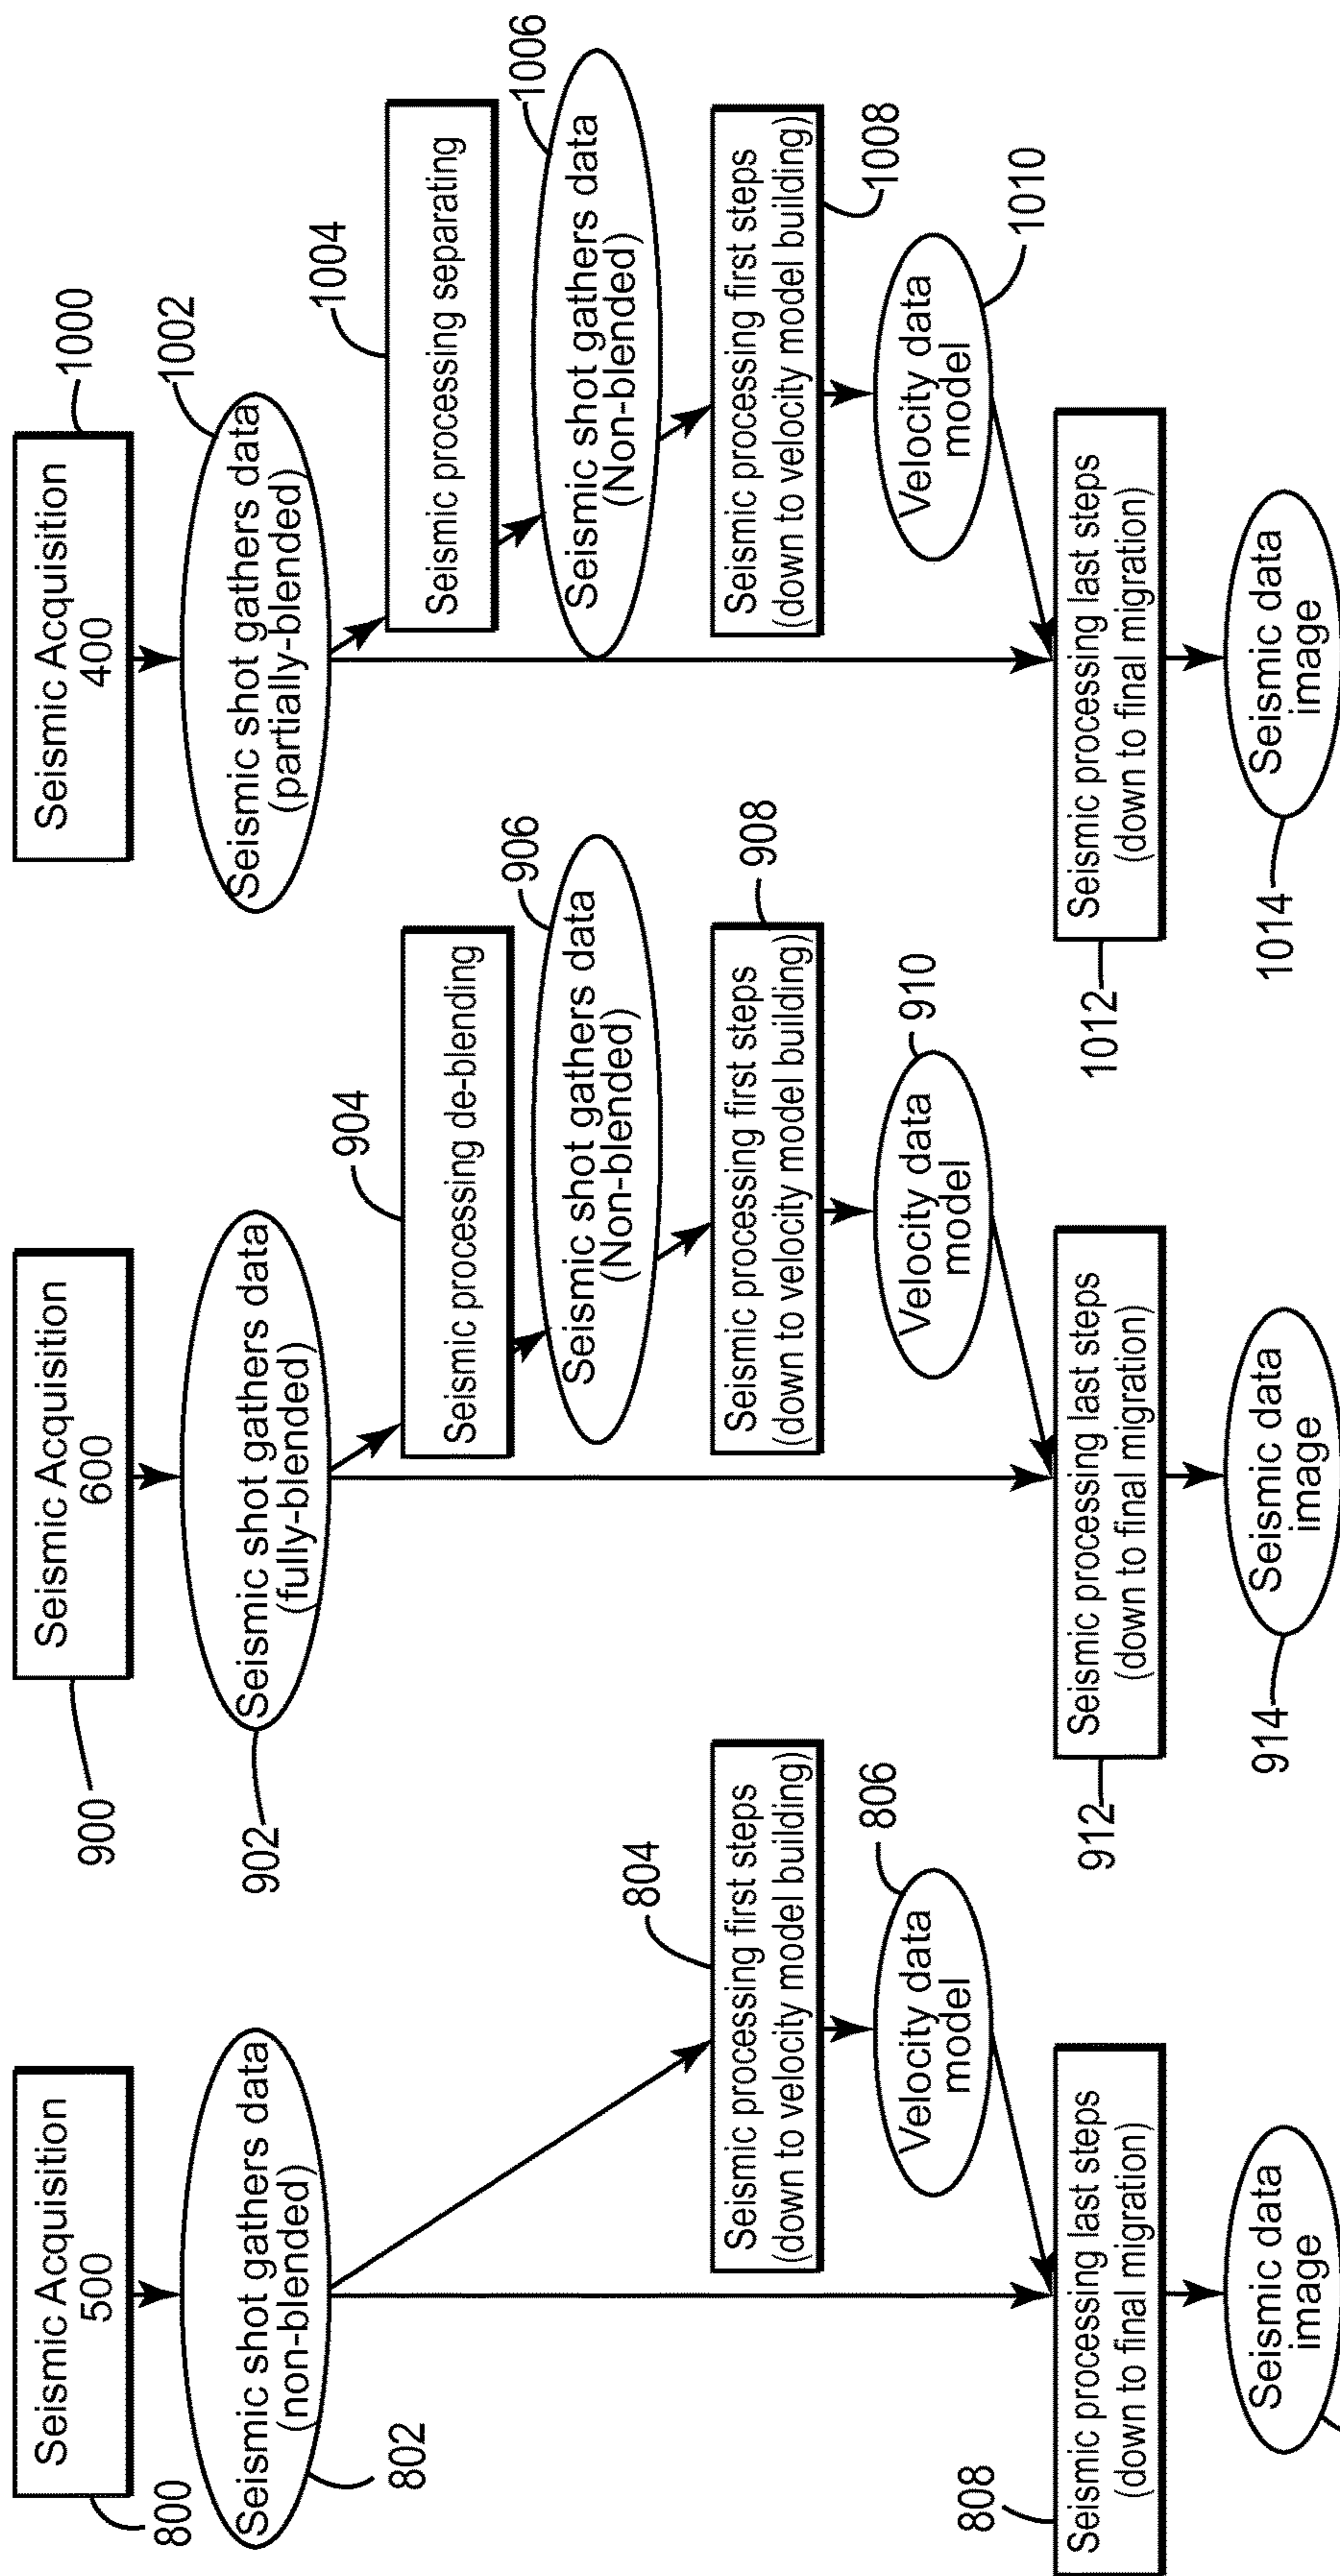 800
Seismic Acquisition
500
802
Seismic shot gathers data
(non-blended)
804
Seismic processing first steps
(down to velocity model building)
806
Velocity data
model
808
Seismic processing last steps
(down to final migration)
Seismic data
image
900
Seismic Acquisition
600
902
Seismic shot gathers data
(fully-blended)
904
Seismic processing de-blending
906
Seismic shot gathers data
(Non-blended)
908
Seismic processing first steps
(down to velocity model building)
910
Velocity data
model
912
Seismic processing last steps
(down to final migration)
914
Seismic data
image
1000
Seismic Acquisition
400
1002
Seismic shot gathers data
(partially-blended)
1004
Seismic processing separating
1006
Seismic shot gathers data
(Non-blended)
1008
Seismic processing first steps
(down to velocity model building)
1010
Velocity data
model
1012
Seismic processing last steps
(down to final migration)
1014
Seismic data
image